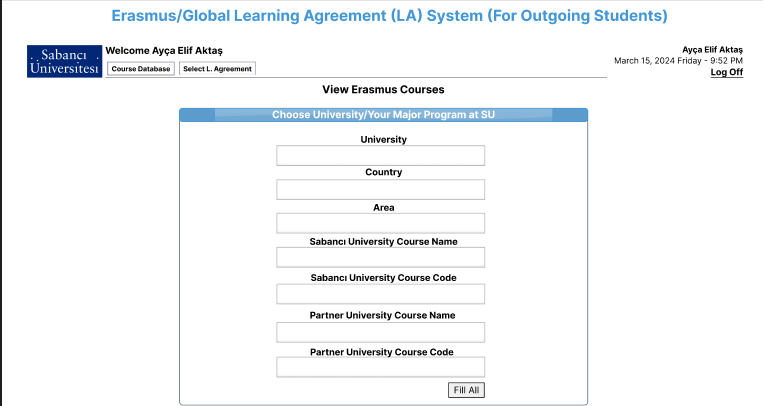 Erasmus/Global Learning Agreement (LA) System (For Outgoing Students)
Sabancı
Üniversitesi
Welcome Ayça Elif Aktaş
Course Database Select L. Agreement
Ayça Elif Aktaş
March 15, 2024 Friday - 9:52 PM
Log Off
View Erasmus Courses
Choose University/Your Major Program at SU
University
Country
Area
Sabancı University Course Name
Sabancı University Course Code
Partner University Course Name
Partner University Course Code
Fill All